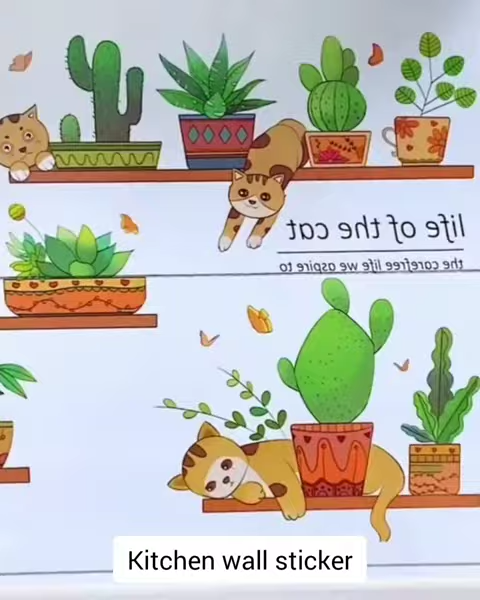 life of the cat
the carefree life we aspire to
Kitchen wall sticker